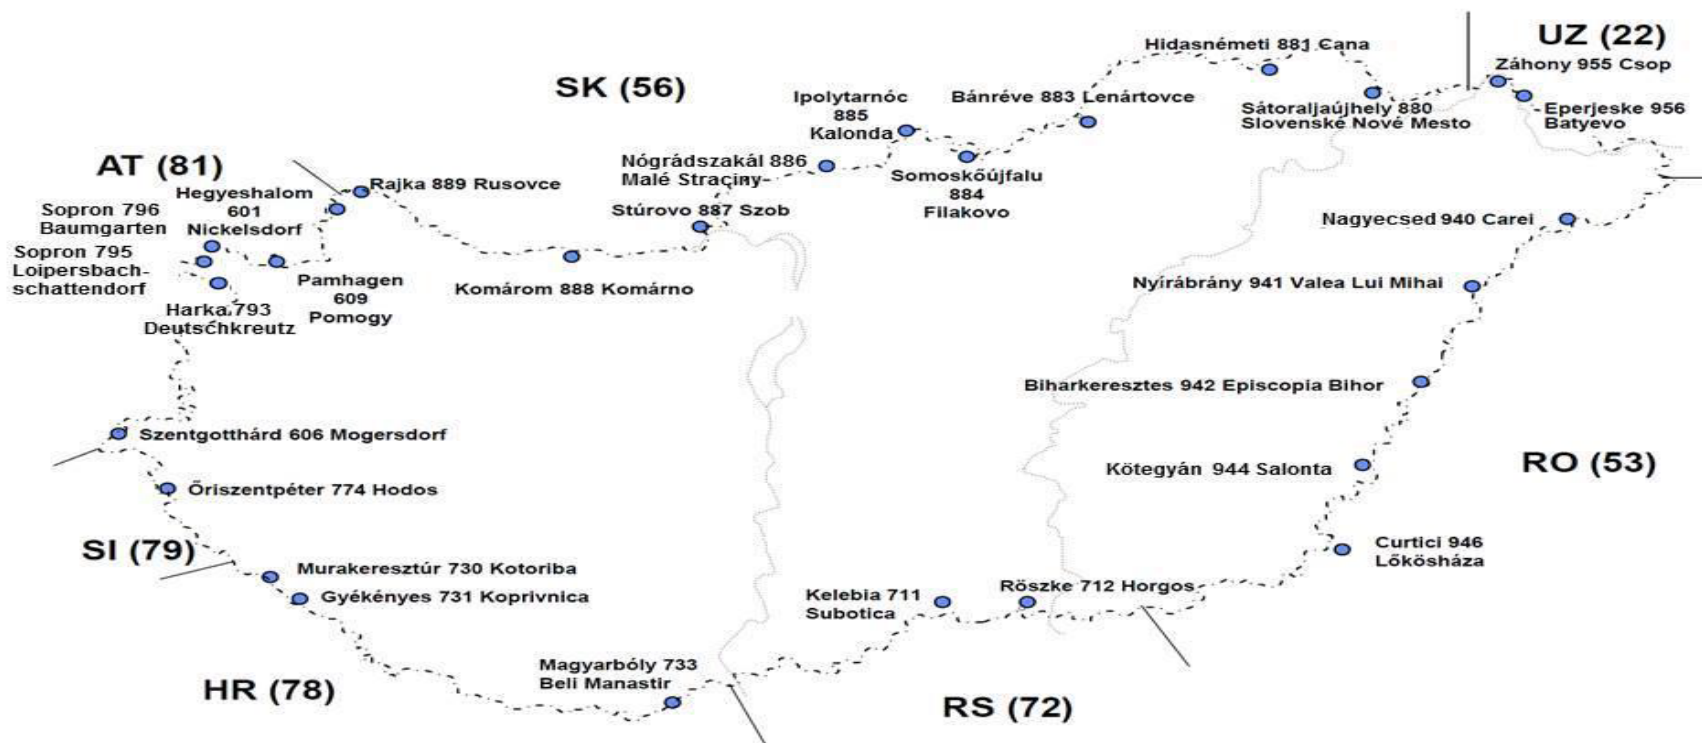 UZ (22)
Hidasnémeti 881 Čana
Záhony 955 Csop
SK (56)
Ipolytarnóc
885
Kalonda
Bánréve 883 Lenártovce
Sátoraljaújhely 880
Slovenské Nové Mesto
Eperjeske 956
Batyevo
AT (81)
Nógrádszakál 886
Malé Straciny
Somoskőújfalu
884
Filakovo
Rajka 889 Rusovce
Hegyeshalom
601
Nickelsdorf
Sopron 796
Baumgarten
Stúrovo 887 Szob
Nagyecsed 940 Carei
Sopron 795
Loipersbach-
schattendorf
Pamhagen
609
Pomogy
Komárom 888 Komárno
Nyírábrány 941 Valea Lui Mihai
Harka 793
Deutschkreutz
Biharkeresztes 942 Episcopia Bihor
Szentgotthárd 606 Mogersdorf
Kötegyán 944 Salonta
RO (53)
Őriszentpéter 774 Hodos
SI (79)
Curtici 946
Lőkösháza
Murakeresztúr 730 Kotoriba
Gyékényes 731 Koprivnica
Kelebia 711
Subotica
Röszke 712 Horgos
HR (78)
Magyarbóly 733
Beli Manastir
RS (72)